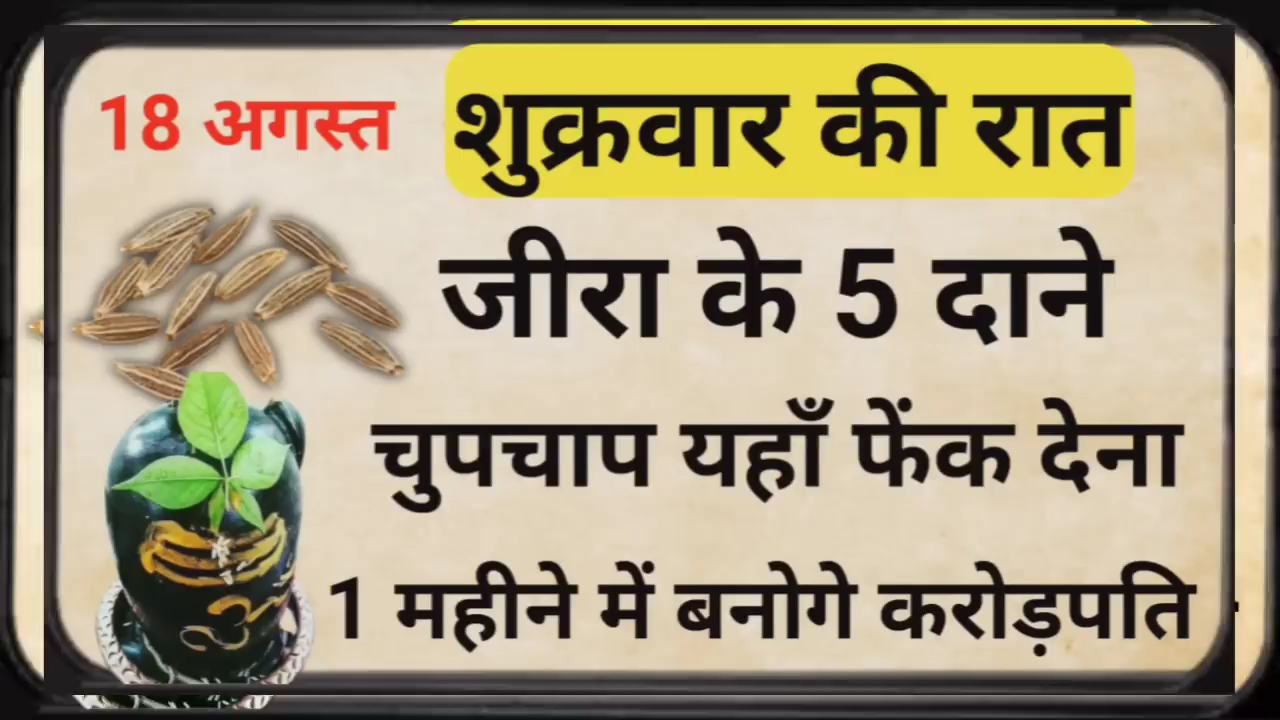 18 अगस्त
शुक्रवार की रात
जीरा के 5 दाने
चुपचाप यहाँ फेंक देना
1 महीने में बनोगे करोड़पति
ॐ